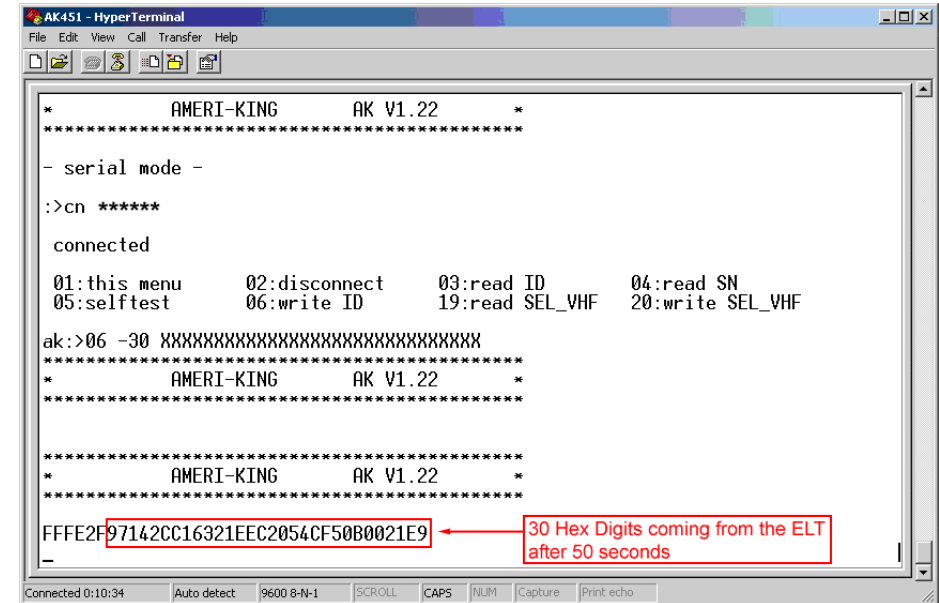 AK451 - HyperTerminal
File Edit View Call Transfer Help
* AMERI-KING AK V1.22 *
*********************************************
- serial mode -
:>cn ******
connected
01:this menu 02:disconnect 03:read ID 04:read SN
05:selftest 06:write ID 19:read SEL_VHF 20:write SEL_VHF
ak:>06 -30 XXXXXXXXXXXXXXXXXXXXXXXXXXXXXX
*********************************************
* AMERI-KING AK V1.22 *
*********************************************
*********************************************
* AMERI-KING AK V1.22 *
*********************************************
FFFE2F97142CC16321EEC2054CF50B0021E9
30 Hex Digits coming from the ELT
after 50 seconds
_
Connected 0:10:34 Auto detect 9600 8-N-1 SCROLL CAPS NUM Capture Print echo